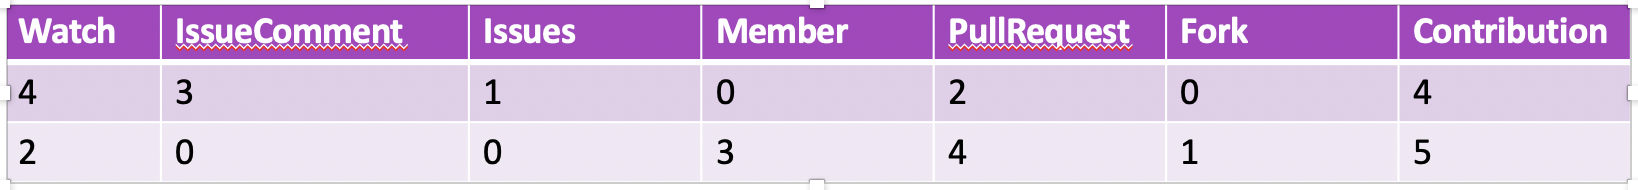 Watch IssueComment Issues Member PullRequest Fork Contribution
4 3 1 0 2 0 4
2 0 0 3 4 1 5